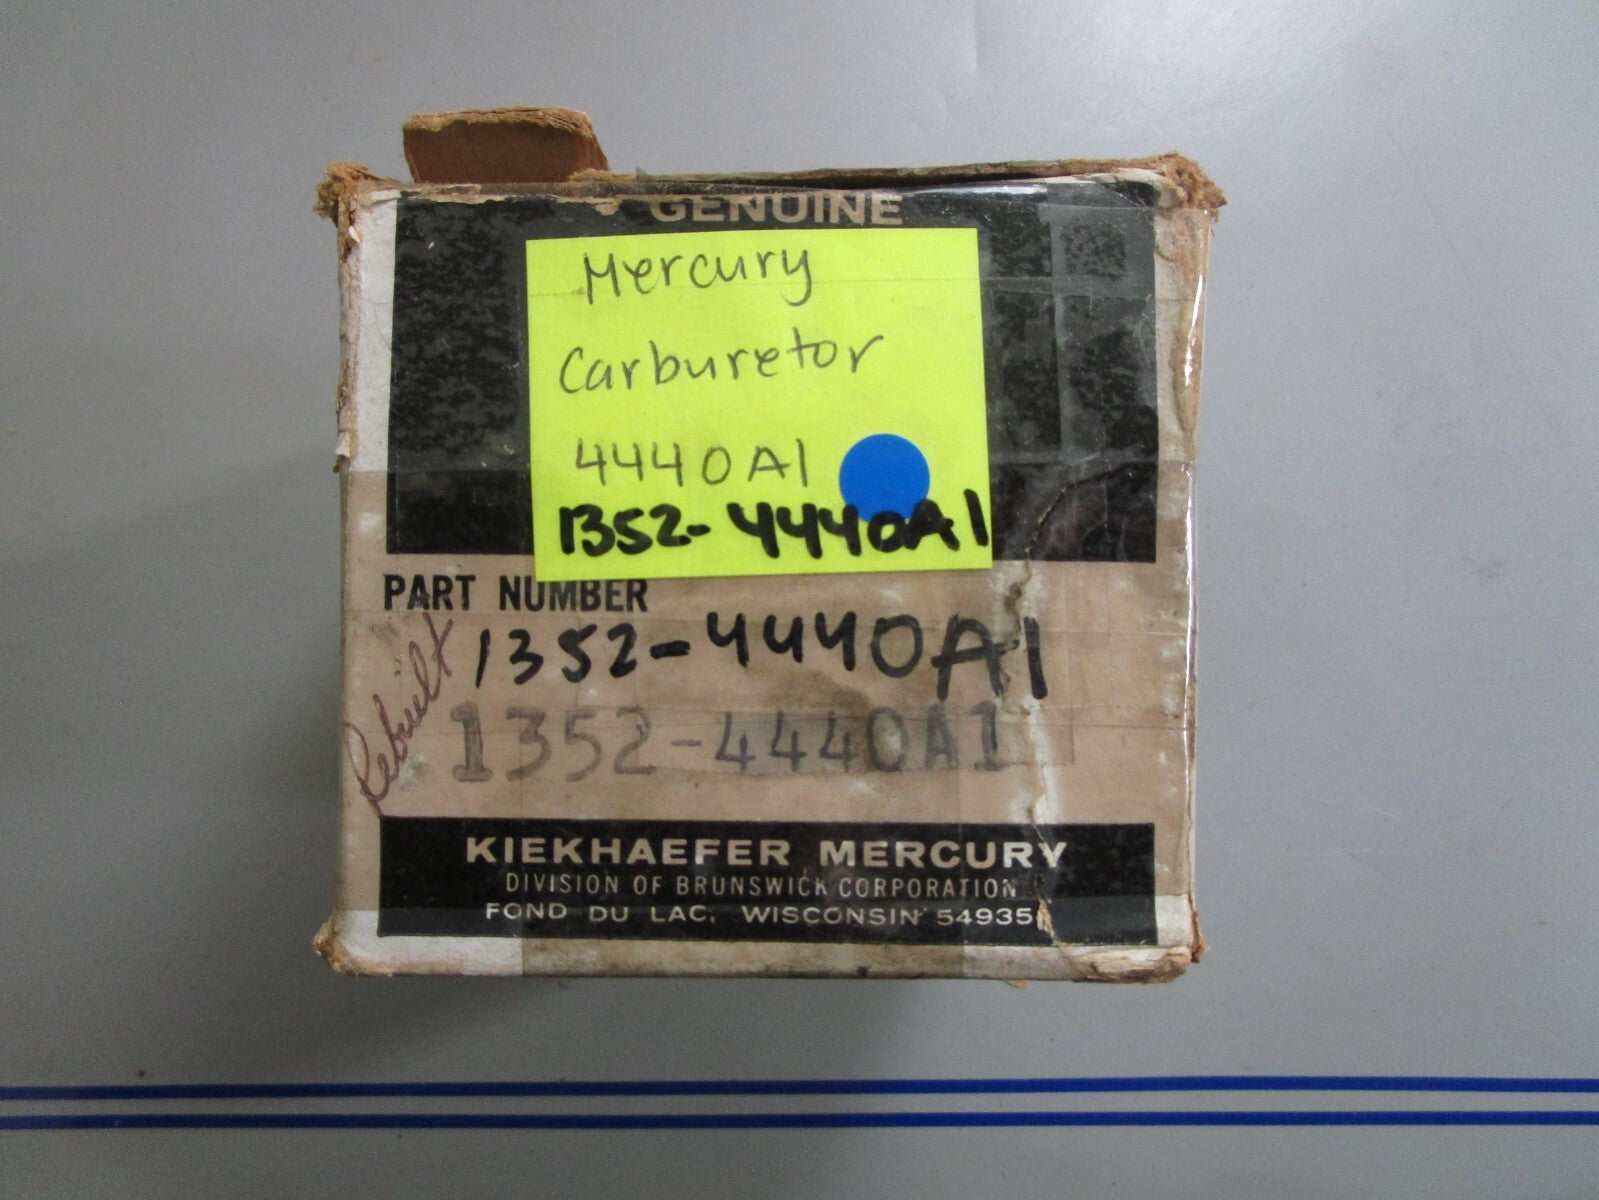 GENUINE
Mercury
Carburetor
4440A1
1352-4440A1
PART NUMBER
Rebuilt
1352-4440A1
1352-4440A1
KIEKHAEFER MERCURY
DIVISION OF BRUNSWICK CORPORATION
FOND DU LAC, WISCONSIN 54935